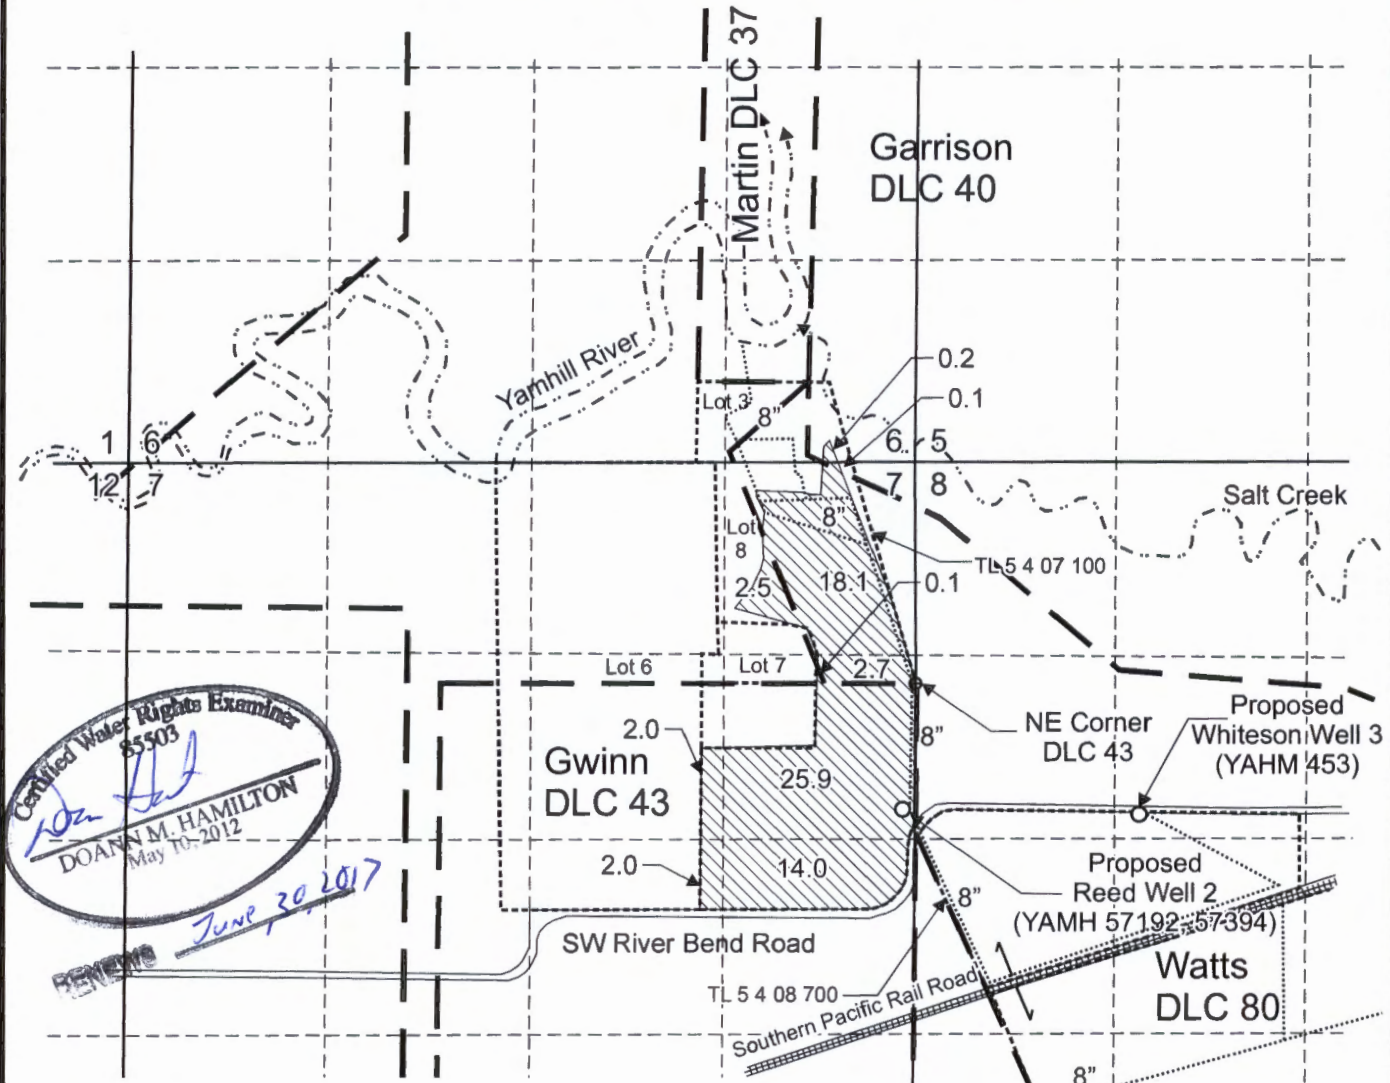 Martin DLC 37
Garrison
DLC 40
Yamhill River
0.2
0.1
Lot 3
8"
1
6
6
5
12
7
7
8
Salt Creek
8"
Lot
8
TL 5 4 07 100
2.5
18.1
0.1
Lot 6
Lot 7
2.7
Certified Water Rights Examiner
85503
DOANN M. HAMILTON
May 10, 2012
RENEWS
June 30, 2017
2.0
8"
NE Corner
DLC 43
Proposed
Whiteson Well 3
(YAHM 453)
Gwinn
DLC 43
25.9
2.0
14.0
8"
Proposed
Reed Well 2
(YAMH 57192, 57394)
SW River Bend Road
Watts
DLC 80
TL 5 4 08 700
Southern Pacific Rail Road
8"